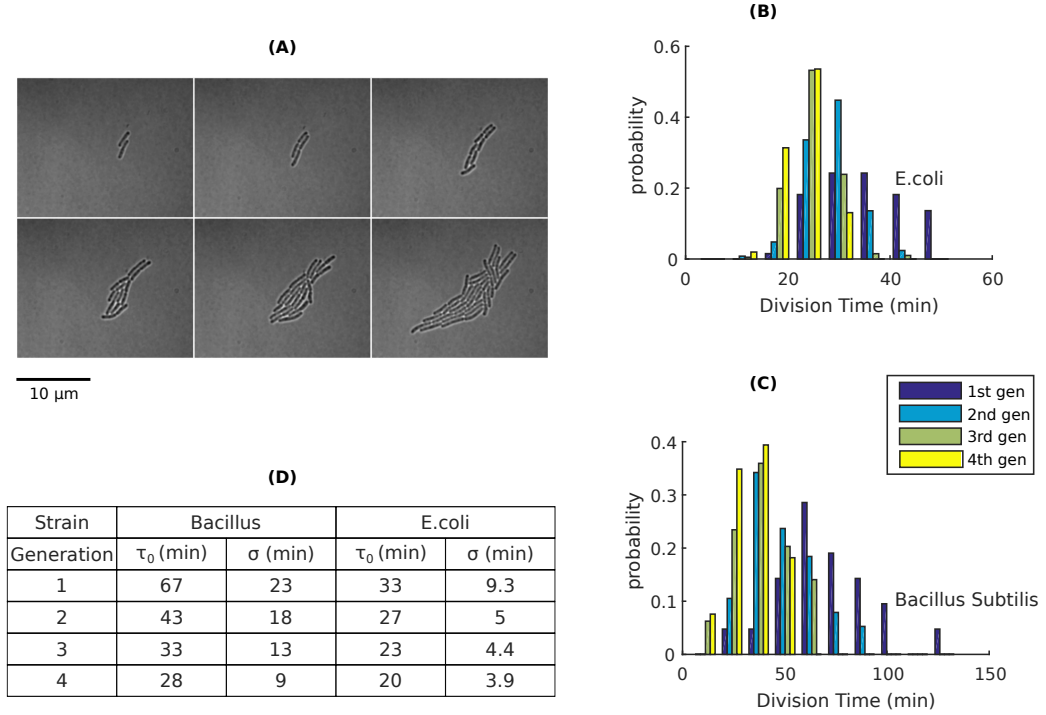 (A)
10 µm
(B)
0.6
0.4
0.2
0
probability
E.coli
0 20 40 60
Division Time (min)
(C)
1st gen
2nd gen
3rd gen
4th gen
0.4
0.3
0.2
0.1
0
probability
Bacillus Subtilis
0 50 100 150
Division Time (min)
(D)
Strain Bacillus E.coli
Generation τ₀ (min) σ (min) τ₀ (min) σ (min)
1 67 23 33 9.3
2 43 18 27 5
3 33 13 23 4.4
4 28 9 20 3.9